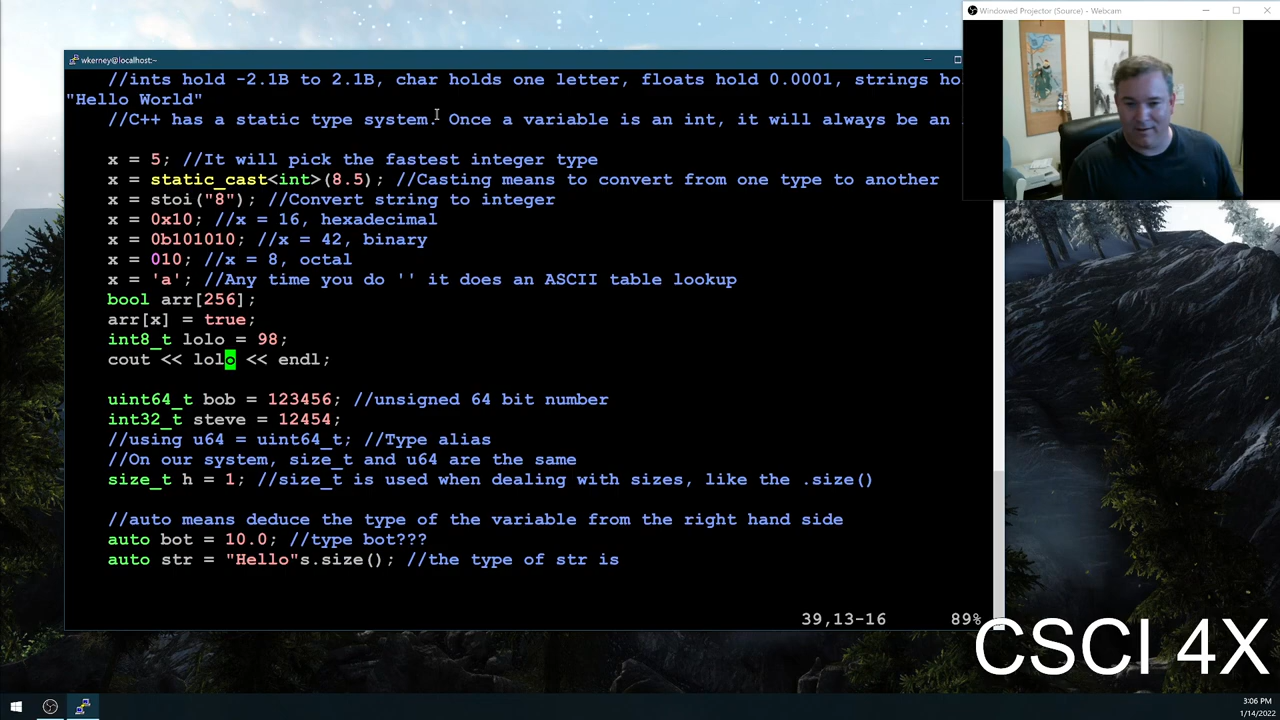 Windowed Projector (Source) - Webcam
wkerney@localhost:~
//ints hold -2.1B to 2.1B, char holds one letter, floats hold 0.0001, strings ho
"Hello World"
//C++ has a static type system. Once a variable is an int, it will always be an
x = 5; //It will pick the fastest integer type
x = static_cast<int>(8.5); //Casting means to convert from one type to another
x = stoi("8"); //Convert string to integer
x = 0x10; //x = 16, hexadecimal
x = 0b101010; //x = 42, binary
x = 010; //x = 8, octal
x = 'a'; //Any time you do '' it does an ASCII table lookup
bool arr[256];
arr[x] = true;
int8_t lolo = 98;
cout << lolo << endl;
uint64_t bob = 123456; //unsigned 64 bit number
int32_t steve = 12454;
//using u64 = uint64_t; //Type alias
//On our system, size_t and u64 are the same
size_t h = 1; //size_t is used when dealing with sizes, like the .size()
//auto means deduce the type of the variable from the right hand side
auto bot = 10.0; //type bot???
auto str = "Hello"s.size(); //the type of str is
39,13-16 89%
CSCI 4X
3:06 PM
1/14/2022